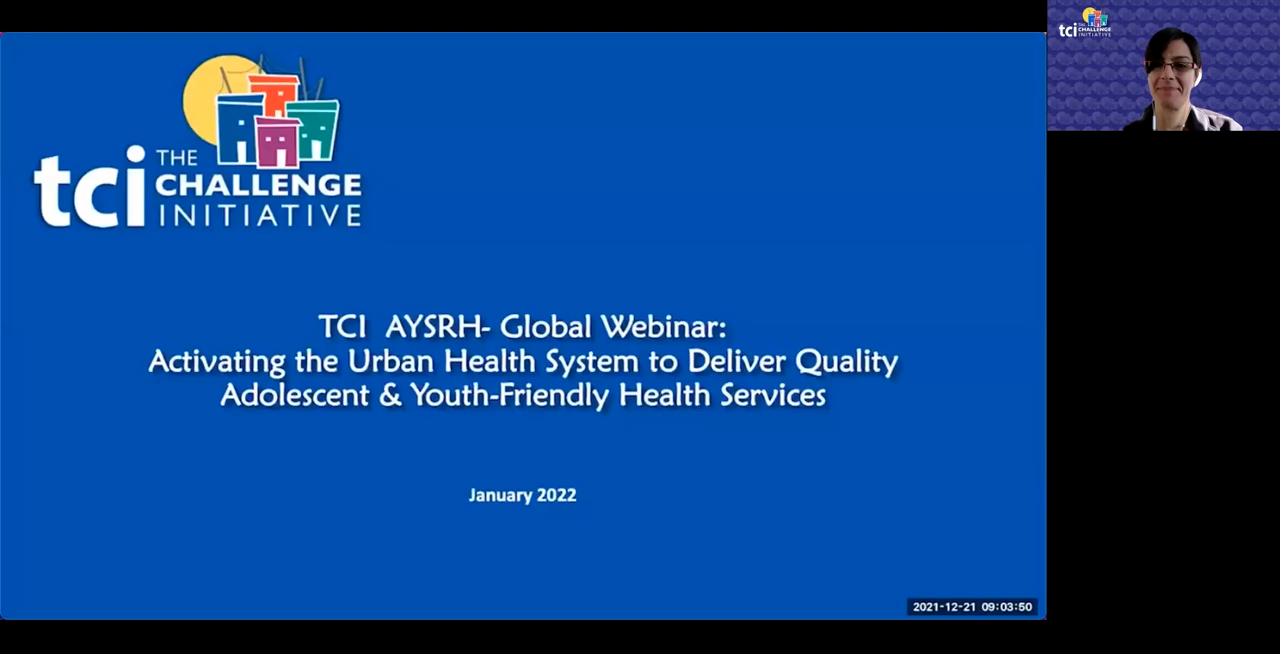 tci THE
CHALLENGE
INITIATIVE
TCI AYSRH- Global Webinar:
Activating the Urban Health System to Deliver Quality
Adolescent & Youth-Friendly Health Services
January 2022
2021-12-21 09:03:50
tci THE
CHALLENGE
INITIATIVE